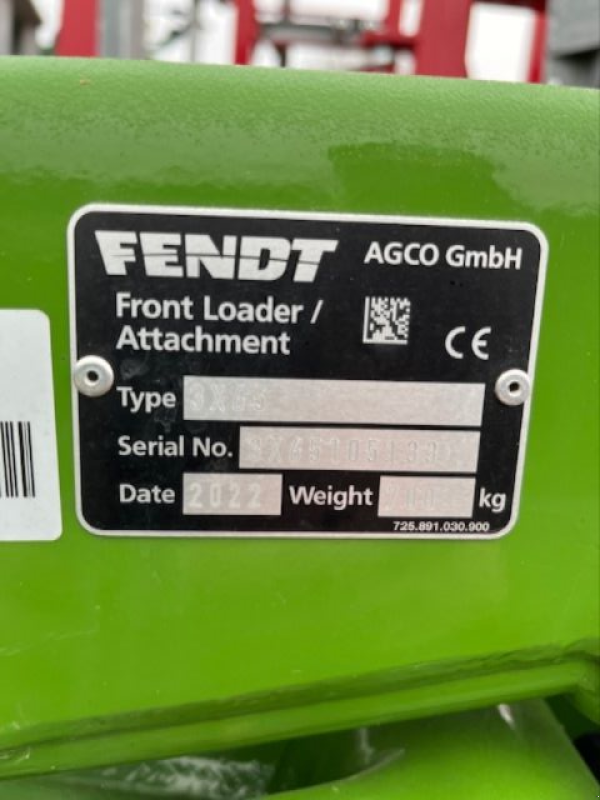 FENDT AGCO GmbH
Front Loader /
Attachment
CE
Type
Serial No.
Date 2022 Weight kg
725.891.030.900